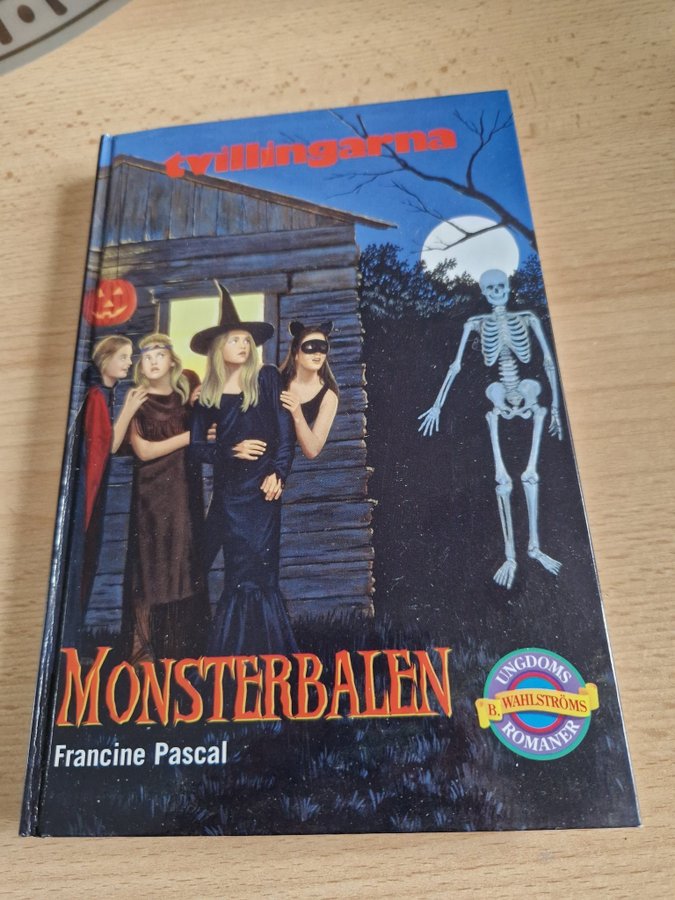 tvillingarna
MONSTERBALEN
Francine Pascal
UNGDOMS
B. WAHLSTRÖMS
ROMANER